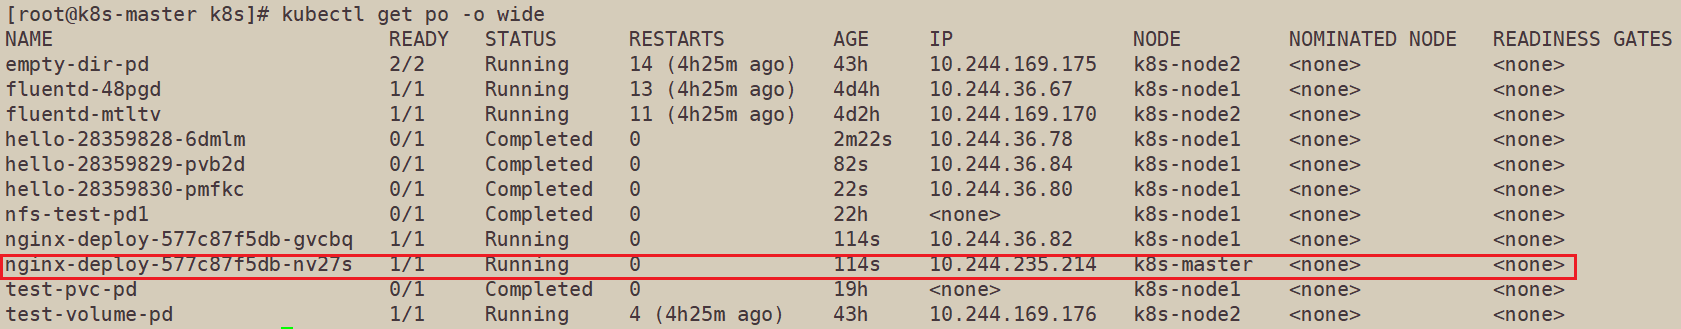 [root@k8s-master k8s]# kubectl get po -o wide
NAME                            READY   STATUS      RESTARTS         AGE     IP               NODE         NOMINATED NODE   READINESS GATES
empty-dir-pd                    2/2     Running     14 (4h25m ago)   43h     10.244.169.175   k8s-node2    <none>           <none>
fluentd-48pgd                   1/1     Running     13 (4h25m ago)   4d4h    10.244.36.67     k8s-node1    <none>           <none>
fluentd-mtltv                   1/1     Running     11 (4h25m ago)   4d2h    10.244.169.170   k8s-node2    <none>           <none>
hello-28359828-6dmlm            0/1     Completed   0                2m22s   10.244.36.78     k8s-node1    <none>           <none>
hello-28359829-pvb2d            0/1     Completed   0                82s     10.244.36.84     k8s-node1    <none>           <none>
hello-28359830-pmfkc            0/1     Completed   0                22s     10.244.36.80     k8s-node1    <none>           <none>
nfs-test-pd1                    0/1     Completed   0                22h     <none>           k8s-node1    <none>           <none>
nginx-deploy-577c87f5db-gvcbq   1/1     Running     0                114s    10.244.36.82     k8s-node1    <none>           <none>
nginx-deploy-577c87f5db-nv27s   1/1     Running     0                114s    10.244.235.214   k8s-master   <none>           <none>
test-pvc-pd                     0/1     Completed   0                19h     <none>           k8s-node1    <none>           <none>
test-volume-pd                  1/1     Running     4 (4h25m ago)    43h     10.244.169.176   k8s-node2    <none>           <none>